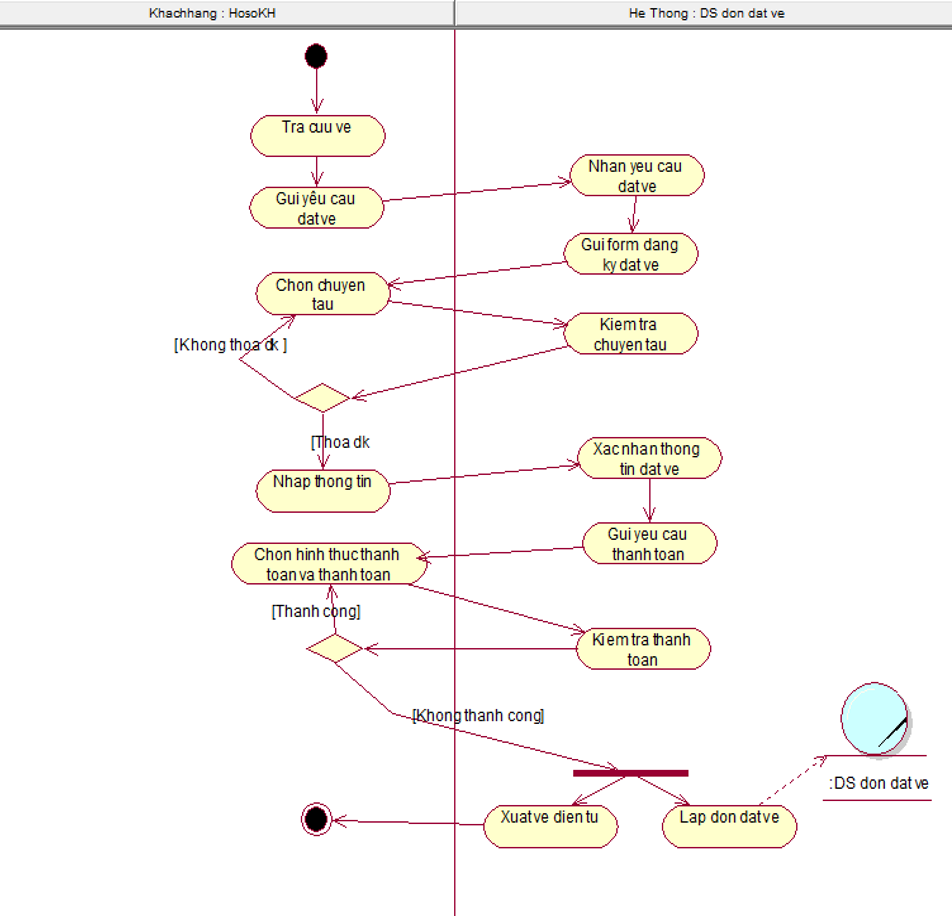 Khachhang : HosoKH
He Thong : DS don dat ve
Tra cuu ve
Nhan yeu cau
dat ve
Gui yêu cau
dat ve
Gui form dang
ky dat ve
Chon chuyen
tau
Kiem tra
chuyen tau
[Khong thoa dk ]
[Thoa dk
Xac nhan thong
tin dat ve
Nhap thong tin
Gui yeu cau
thanh toan
Chon hinh thuc thanh
toan va thanh toan
[Thanh cong]
Kiem tra thanh
toan
[Khong thanh cong]
:DS don dat ve
Xuat ve dien tu
Lap don dat ve